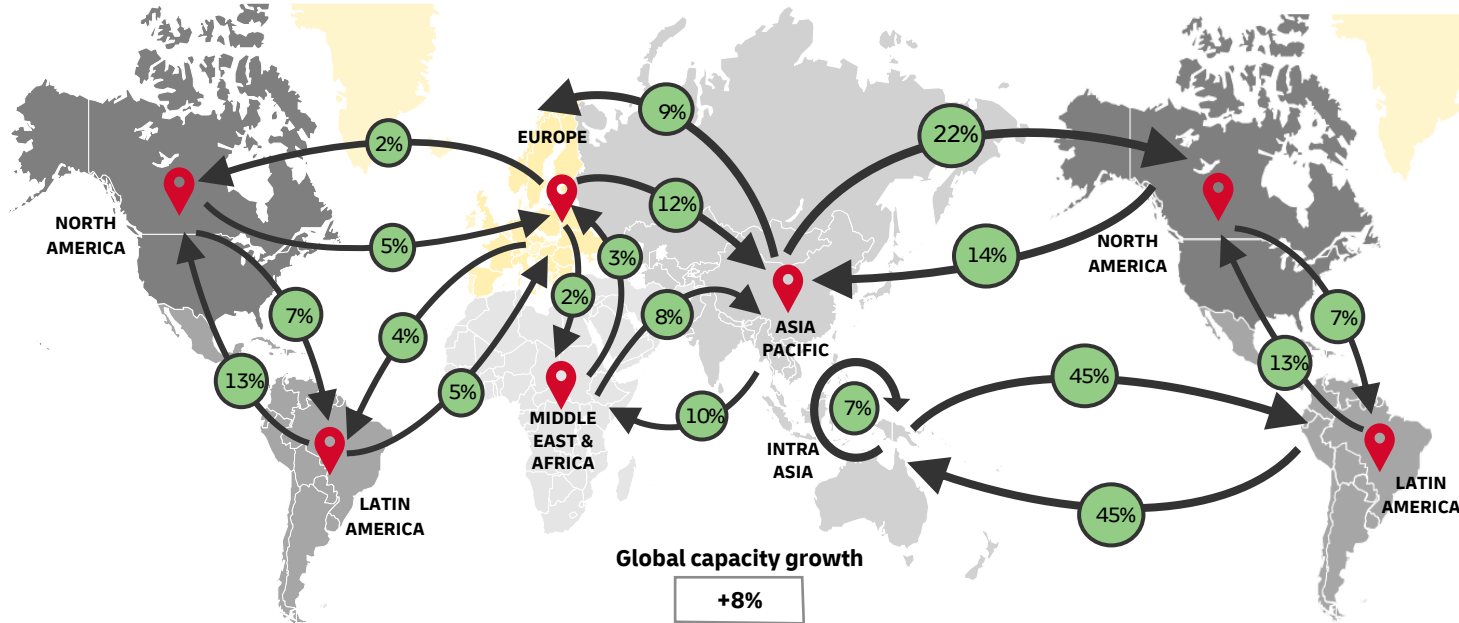 9%
22%
EUROPE
2%
12%
NORTH
AMERICA
5%
3%
14%
NORTH
AMERICA
2%
7%
8%
ASIA
PACIFIC
7%
4%
13%
5%
45%
13%
MIDDLE
EAST &
AFRICA
10%
7%
INTRA
ASIA
LATIN
AMERICA
45%
LATIN
AMERICA
Global capacity growth
+8%